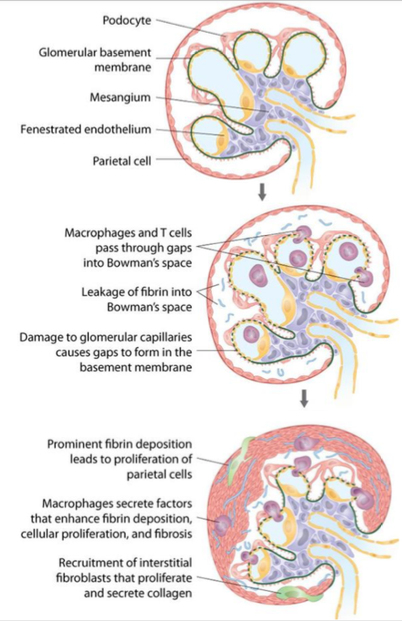 Podocyte
Glomerular basement
membrane
Mesangium
Fenestrated endothelium
Parietal cell
Macrophages and T cells
pass through gaps
into Bowman's space
Leakage of fibrin into
Bowman's space
Damage to glomerular capillaries
causes gaps to form in the
basement membrane
Prominent fibrin deposition
leads to proliferation of
parietal cells
Macrophages secrete factors
that enhance fibrin deposition,
cellular proliferation, and fibrosis
Recruitment of interstitial
fibroblasts that proliferate
and secrete collagen